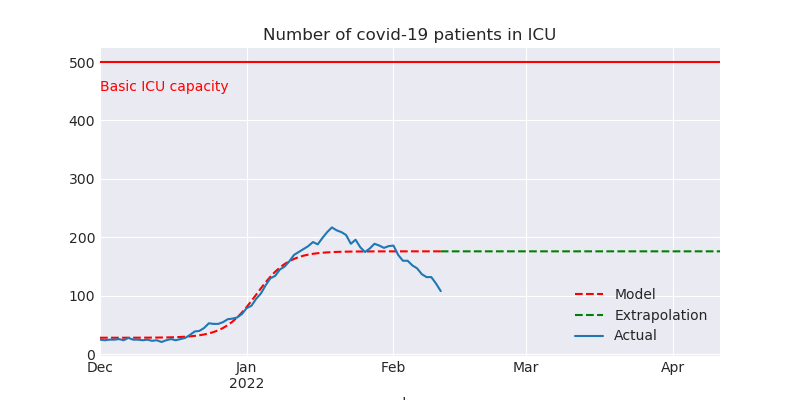 Number of covid-19 patients in ICU
500
Basic ICU capacity
400
300
200
100
0
Model
Extrapolation
Actual
Dec
Jan
2022
Feb
Mar
Apr